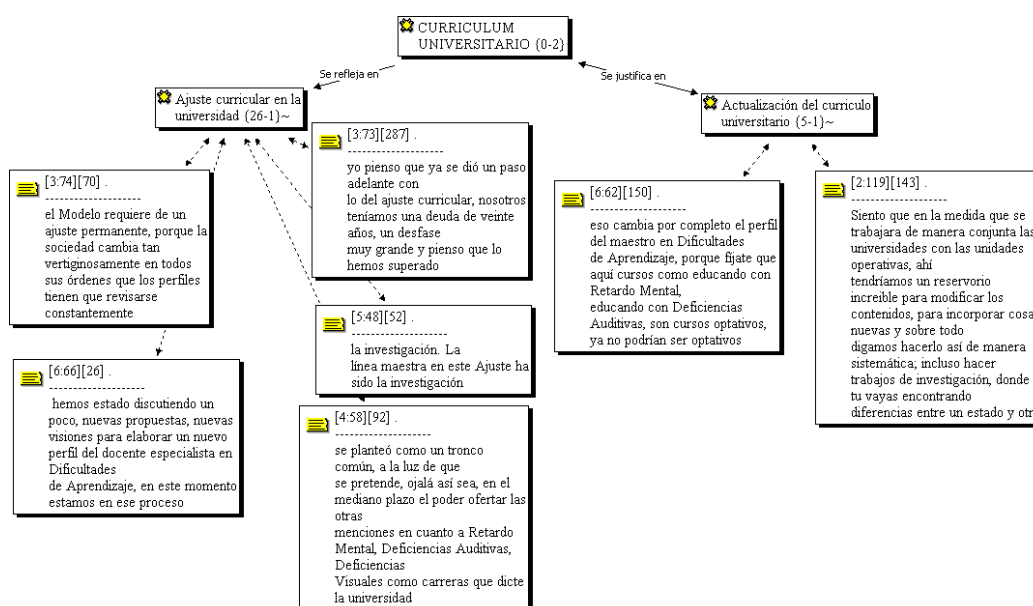 CURRICULUM
UNIVERSITARIO {0-2}
Se refleja en
Se justifica en
Ajuste curricular en la
universidad {26-1}~
Actualización del curriculo
universitario {5-1}~
[3:74][70] .
--------------------
el Modelo requiere de un
ajuste permanente, porque la
sociedad cambia tan
vertiginosamente en todos
sus órdenes que los perfiles
tienen que revisarse
constantemente
[3:73][287] .
--------------------
yo pienso que ya se dió un paso
adelante con
lo del ajuste curricular, nosotros
teníamos una deuda de veinte
años, un desfase
muy grande y pienso que lo
hemos superado
[6:62][150] .
--------------------
eso cambia por completo el perfil
del maestro en Dificultades
de Aprendizaje, porque fíjate que
aquí cursos como educando con
Retardo Mental,
educando con Deficiencias
Auditivas, son cursos optativos,
ya no podrían ser optativos
[2:119][143] .
--------------------
Siento que en la medida que se
trabajara de manera conjunta las
universidades con las unidades
operativas, ahí
tendríamos un reservorio
increible para modificar los
contenidos, para incorporar cosa
nuevas y sobre todo
digamos hacerlo así de manera
sistemática; incluso hacer
trabajos de investigación, donde
tu vayas encontrando
diferencias entre un estado y otr
[5:48][52] .
--------------------
la investigación. La
línea maestra en este Ajuste ha
sido la investigación
[6:66][26] .
--------------------
hemos estado discutiendo un
poco, nuevas propuestas, nuevas
visiones para elaborar un nuevo
perfil del docente especialista en
Dificultades
de Aprendizaje, en este momento
estamos en ese proceso
[4:58][92] .
--------------------
se planteó como un tronco
común, a la luz de que
se pretende, ojalá así sea, en el
mediano plazo el poder ofertar las
otras
menciones en cuanto a Retardo
Mental, Deficiencias Auditivas,
Deficiencias
Visuales como carreras que dicte
la universidad